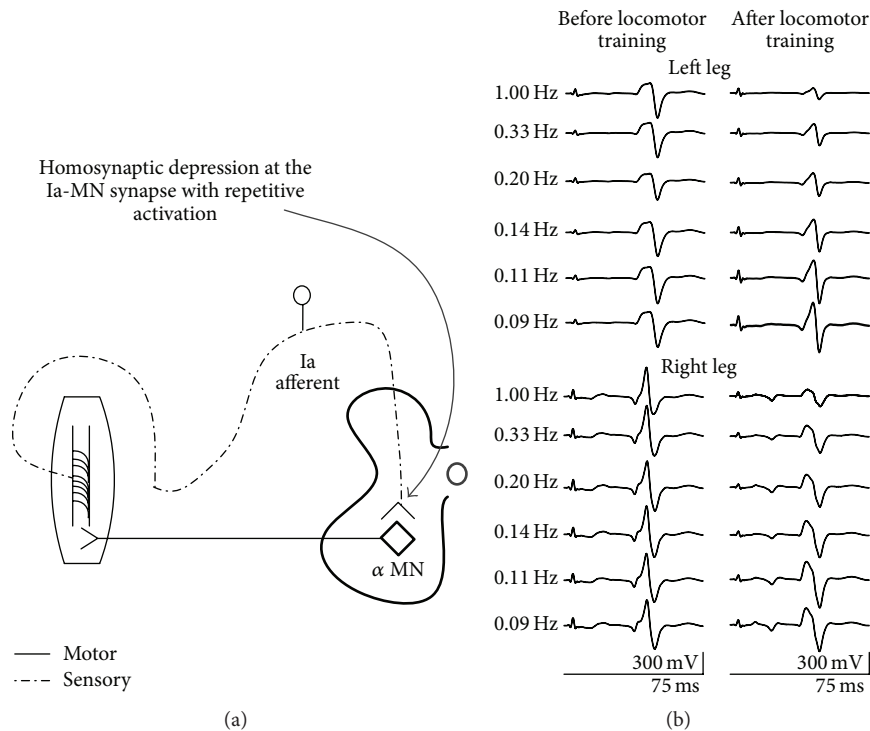 Homosynaptic depression at the
Ia-MN synapse with repetitive
activation
Ia
afferent
α MN
Motor
Sensory
(a)
Before locomotor
training
After locomotor
training
Left leg
1.00 Hz
0.33 Hz
0.20 Hz
0.14 Hz
0.11 Hz
0.09 Hz
Right leg
1.00 Hz
0.33 Hz
0.20 Hz
0.14 Hz
0.11 Hz
0.09 Hz
300 mV
75 ms
300 mV
75 ms
(b)